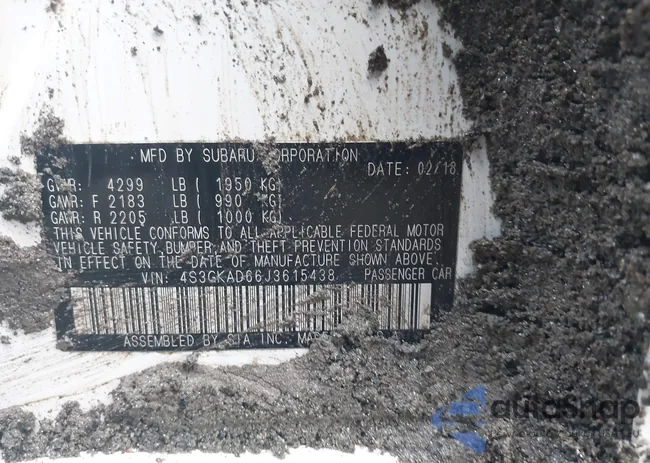 MFD BY SUBARU CORPORATION
DATE: 02/18
GVWR: 4299 LB ( 1950 KG)
GAWR: F 2183 LB ( 990 KG)
GAWR: R 2205 LB ( 1000 KG)
THIS VEHICLE CONFORMS TO ALL APPLICABLE FEDERAL MOTOR
VEHICLE SAFETY, BUMPER, AND THEFT PREVENTION STANDARDS
IN EFFECT ON THE DATE OF MANUFACTURE SHOWN ABOVE.
VIN: 4S3GKAD66J3615438 PASSENGER CAR
ASSEMBLED BY SIA INC.
autoSnap